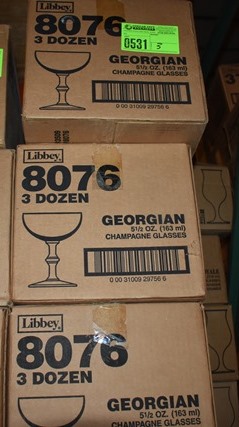 Libbey
8076
3 DOZEN
0531
GEORGIAN
5½ OZ. (163 ml)
CHAMPAGNE GLASSES
0 00 31009 29756 6
Libbey
8076
3 DOZEN
GEORGIAN
5½ OZ. (163 ml)
CHAMPAGNE GLASSES
0 00 31009 29756 6
Libbey
8076
3 DOZEN
GEORGIAN
5½ OZ. (163 ml)
CHAMPAGNE GLASSES